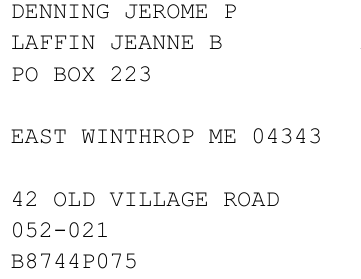 DENNING JEROME P
LAFFIN JEANNE B
PO BOX 223
EAST WINTHROP ME 04343
42 OLD VILLAGE ROAD
052-021
B8744P075